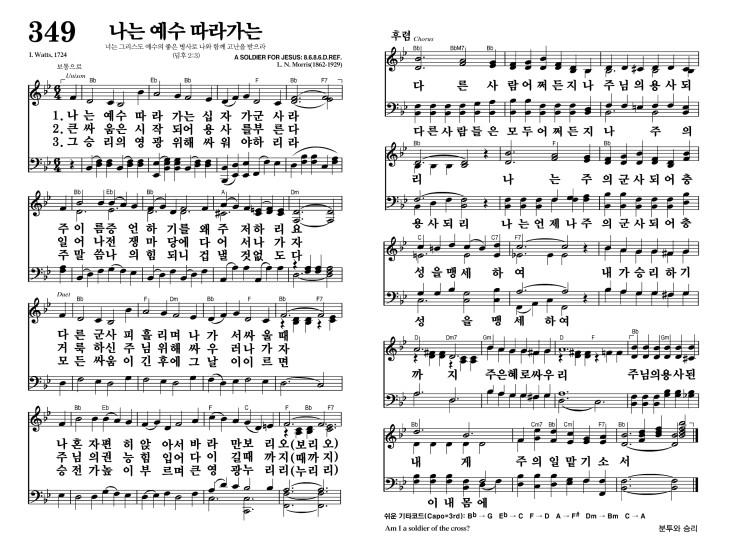 349 나는 예수 따라가는
너는 그리스도 예수의 좋은 병사로 나와 함께 고난을 받으라
(딤후 2:3)
I. Watts, 1724
A SOLDIER FOR JESUS: 8.6.8.6.D.REF.
L. N. Morris(1862-1929)
보통으로
Unison
Bb Eb Bb F Bb F7
1. 나 는 예수 따 라 가는 십 자 가군 사 라
2. 큰 싸 움은 시 작 되어 용 사 를부 른 다
3. 그 승 리의 영 광 위해 싸 워 야하 리 라
Bb Eb A Dm
주 이 름증 언 하 기를 왜 주 저하 리 요
일 어 나전 쟁 마 당에 다 어 서나 가 자
주 말 씀나 의 힘 되니 겁 낼 것없 도 다
Duet
Bb F Dm Bb Bb F7
다 른 군사 피 흘리 며 나 가 서싸 울 때
거 룩 하신 주 님위 해 싸 우 러나 가 자
모 든 싸움 이 긴후 에 그 날 이이 르 면
Bb C F F7
나 혼 자편 히 앉 아서 바 라 만보 리 오(보리 오)
주 님 의권 능 힘 입어 다 이 길때 까 지(때까 지)
승 전 가높 이 부 르며 큰 영 광누 리 리(누리 리)
후렴 Chorus
Bb BbM7 Bb
다 른 사 람 어 쩌 든 지 나 주 님 의 용 사 되
다 른 사 람 들 은 모 두 어 쩌 든 지 나 주 의
F F7 Bb
리 나 는 주 의 군 사 되 어 충
용 사 되 리 나 는 언 제 나 주 의 군 사 되 어 충
C7 F7
성 을 맹 세 하 여 내 가 승 리 하 기
성 을 맹 세 하 여
D Dm7 Gm
까 지 주 은 혜 로 싸 우 리 주 님 의 용 사 된
Bb Cm7 Bb Cm Bb F7 Bb
내 게 주 의 일 맡 기 소 서
이 내 몸 에
쉬운 기타코드(Capo=3rd): Bb → G Eb → C F → D A → F# Dm → Bm C → A
Am I a soldier of the cross?
분투와 승리